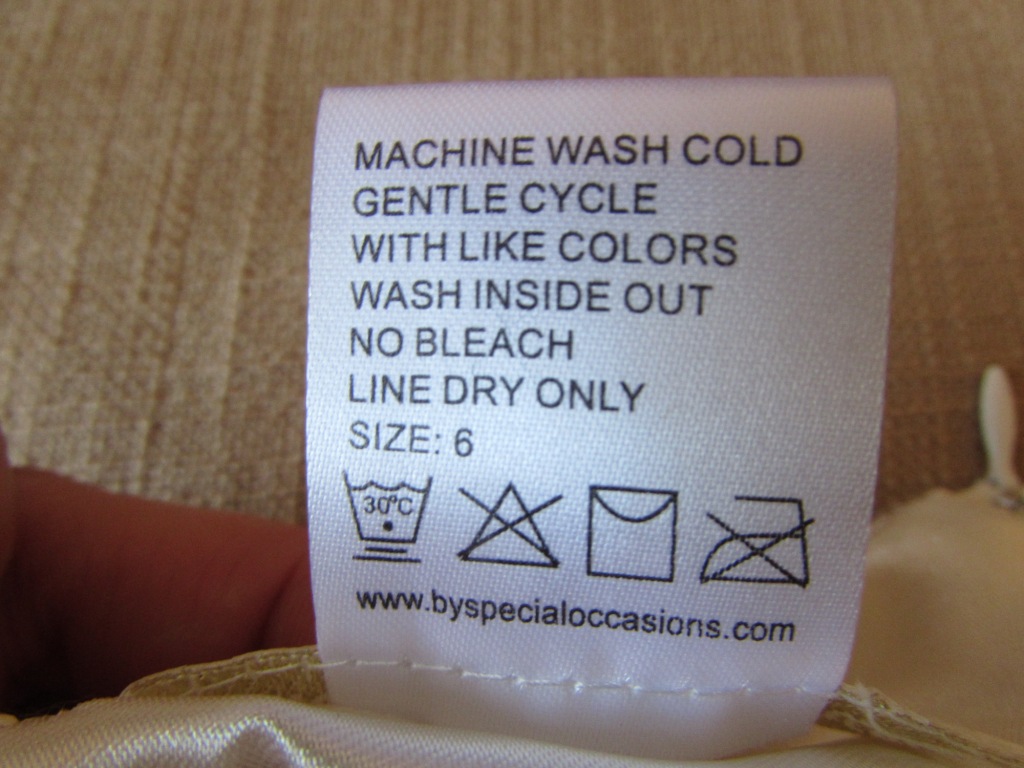 MACHINE WASH COLD
GENTLE CYCLE
WITH LIKE COLORS
WASH INSIDE OUT
NO BLEACH
LINE DRY ONLY
SIZE: 6
30°C
www.byspecialoccasions.com